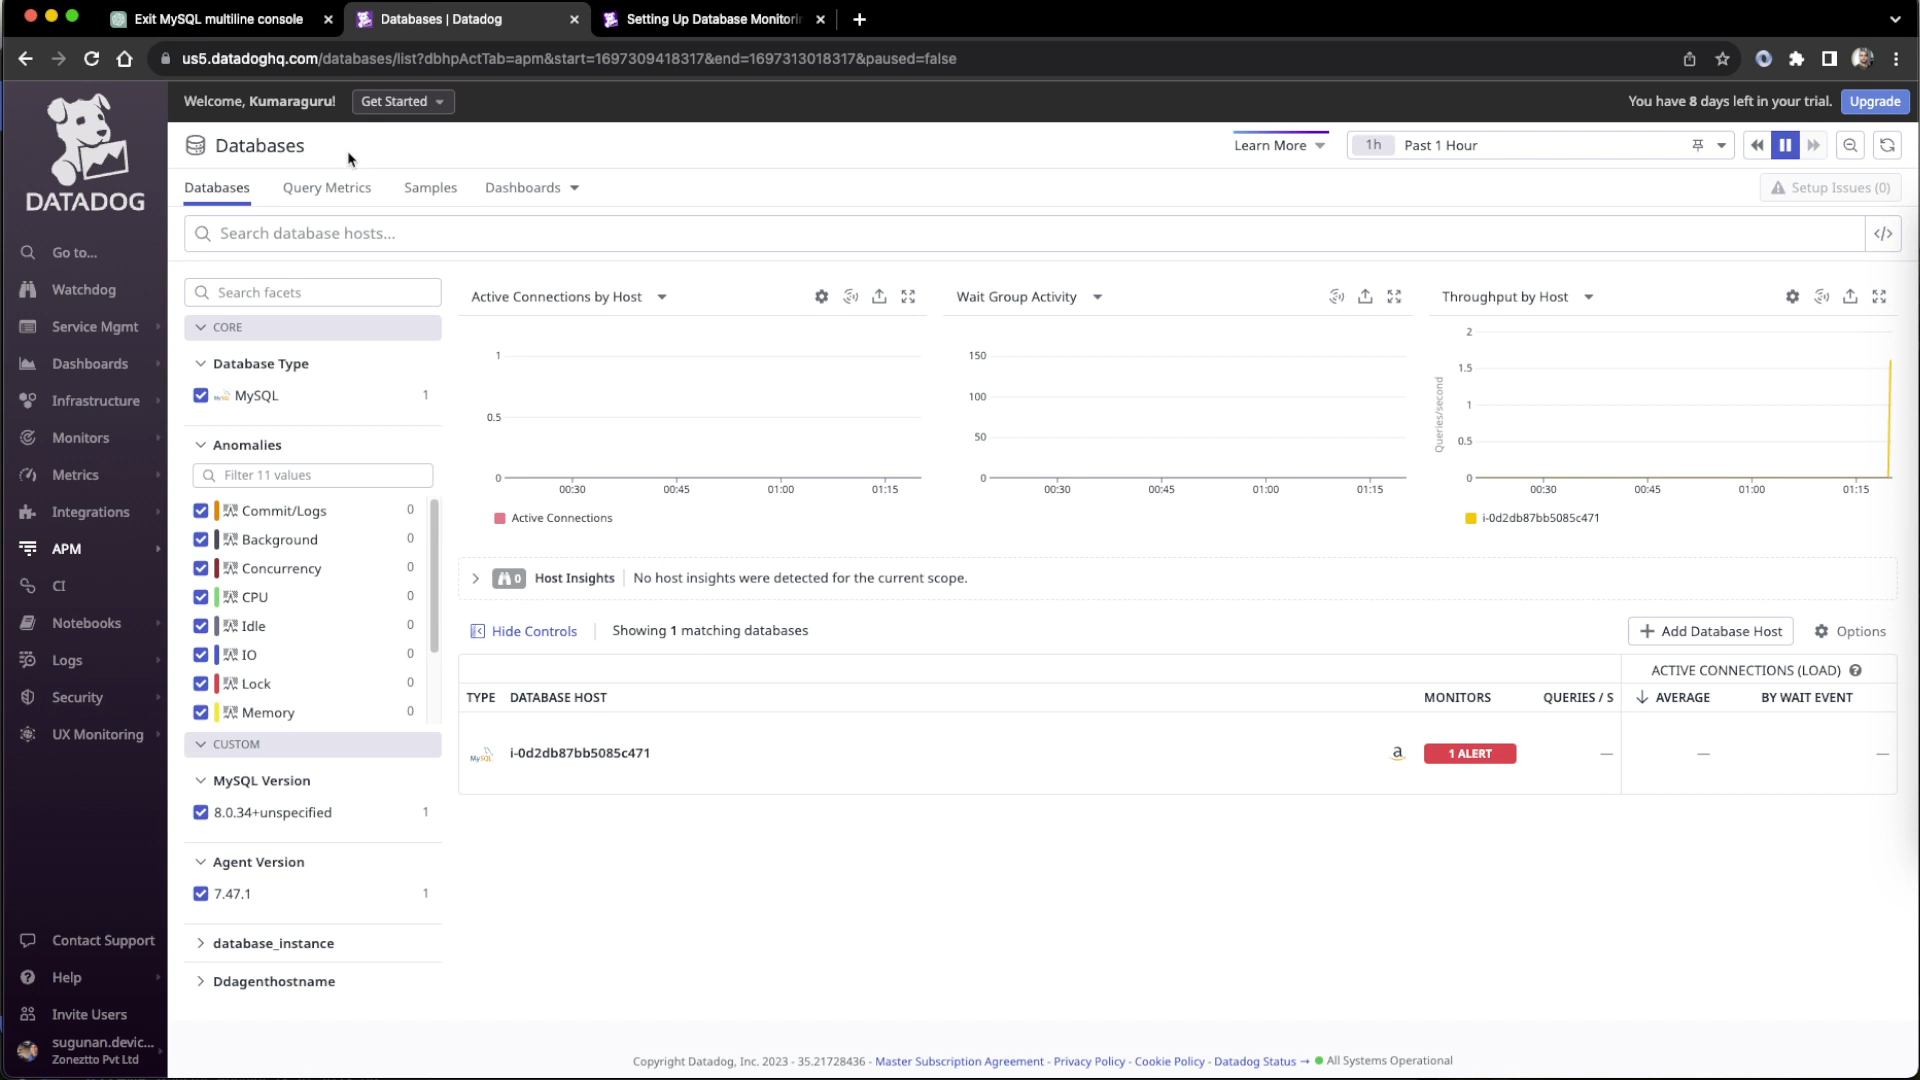 Exit MySQL multiline console
Databases | Datadog
Setting Up Database Monitorin
us5.datadoghq.com/databases/list?dbhpActTab=apm&start=1697309418317&end=1697313018317&paused=false
DATADOG
Go to...
Watchdog
Service Mgmt
Dashboards
Infrastructure
Monitors
Metrics
Integrations
APM
CI
Notebooks
Logs
Security
UX Monitoring
Contact Support
Help
Invite Users
sugunan.devic...
Zoneztto Pvt Ltd
Welcome, Kumaraguru!
Get Started
You have 8 days left in your trial.
Upgrade
Databases
Learn More
1h Past 1 Hour
Databases
Query Metrics
Samples
Dashboards
Setup Issues (0)
Search database hosts...
</>
Search facets
CORE
Database Type
MySQL 1
Anomalies
Filter 11 values
Commit/Logs 0
Background 0
Concurrency 0
CPU 0
Idle 0
IO 0
Lock 0
Memory 0
CUSTOM
MySQL Version
8.0.34+unspecified 1
Agent Version
7.47.1 1
database_instance
Ddagenthostname
Active Connections by Host
1
0.5
0
00:30 00:45 01:00 01:15
Active Connections
Wait Group Activity
150
100
50
0
00:30 00:45 01:00 01:15
Throughput by Host
Queries/second
2
1.5
1
0.5
0
00:30 00:45 01:00 01:15
i-0d2db87bb5085c471
0 Host Insights No host insights were detected for the current scope.
Hide Controls
Showing 1 matching databases
Add Database Host
Options
ACTIVE CONNECTIONS (LOAD)
TYPE DATABASE HOST MONITORS QUERIES / S AVERAGE BY WAIT EVENT
MySQL i-0d2db87bb5085c471 a 1 ALERT — — —
Copyright Datadog, Inc. 2023 - 35.21728436 - Master Subscription Agreement - Privacy Policy - Cookie Policy - Datadog Status → All Systems Operational